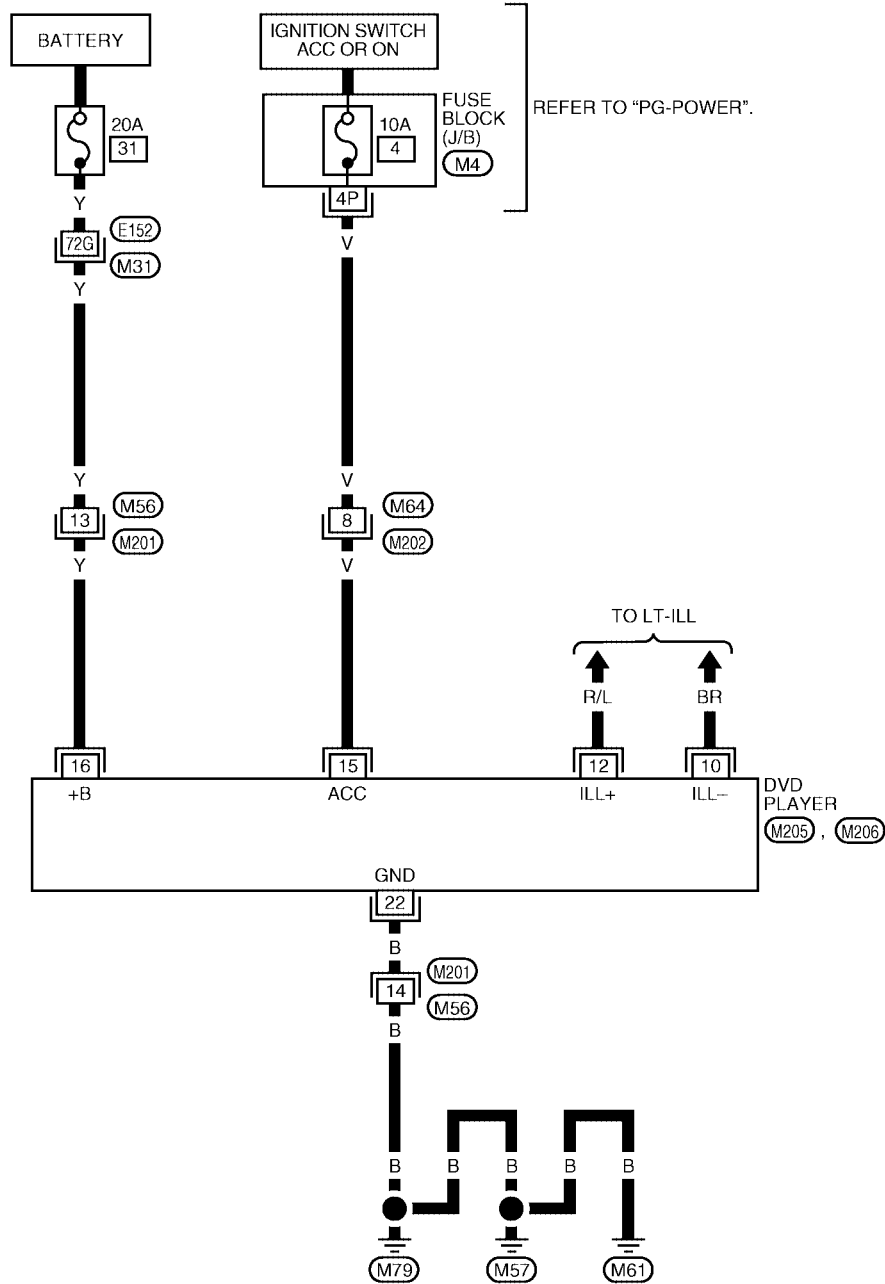 BATTERY
IGNITION SWITCH
ACC OR ON
20A
31
10A
4
FUSE
BLOCK
(J/B)
M4
REFER TO “PG-POWER”.
4P
Y
V
72G
E152
M31
Y
Y
V
13
M56
M201
8
M64
M202
Y
V
TO LT-ILL
R/L
BR
16
15
12
10
+B
ACC
ILL+
ILL–
DVD
PLAYER
M205 , M206
GND
22
B
14
M201
M56
B
B
B
B
B
B
M79
M57
M61